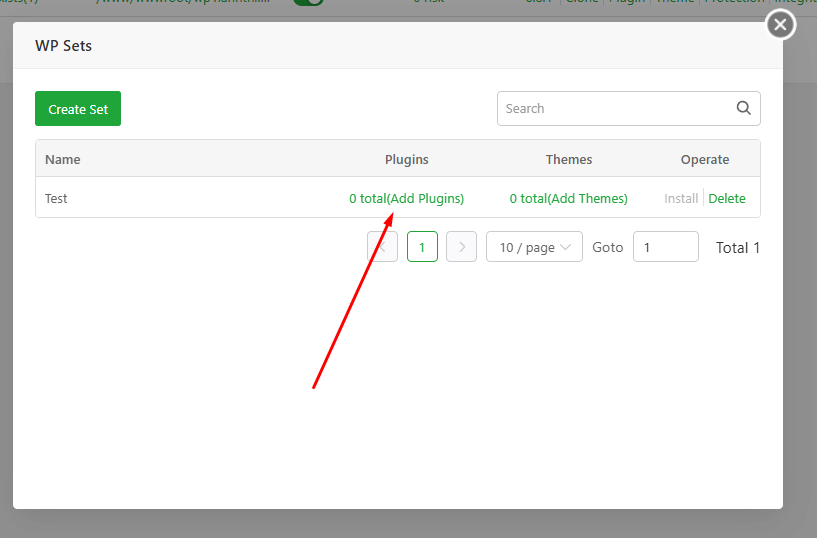 WP Sets
Create Set
Search
Name Plugins Themes Operate
Test 0 total(Add Plugins) 0 total(Add Themes) Install Delete
1 10 / page Goto 1 Total 1